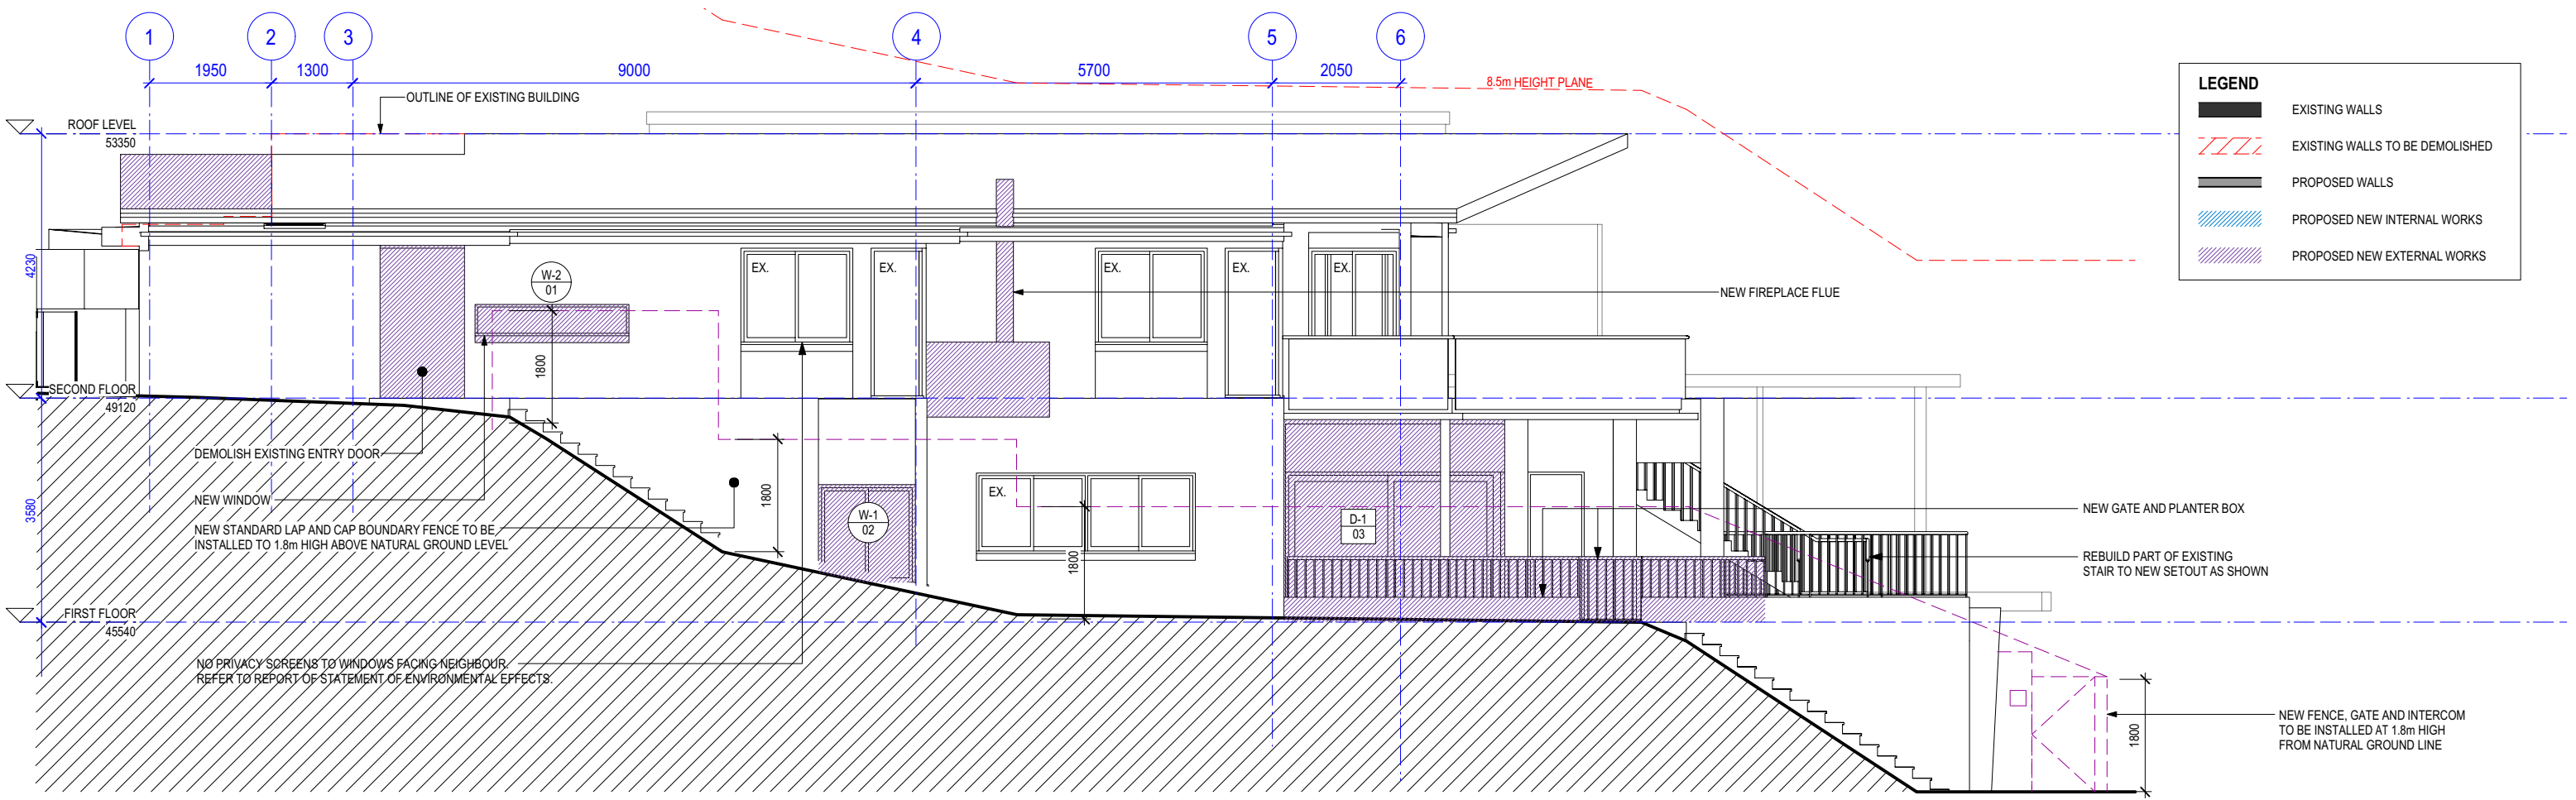 1
2
3
4
5
6
1950
1300
9000
5700
2050
8.5m HEIGHT PLANE
OUTLINE OF EXISTING BUILDING
ROOF LEVEL
53350
4230
W-2
01
EX.
EX.
EX.
EX.
EX.
NEW FIREPLACE FLUE
1800
SECOND FLOOR
49120
DEMOLISH EXISTING ENTRY DOOR
NEW WINDOW
NEW STANDARD LAP AND CAP BOUNDARY FENCE TO BE
INSTALLED TO 1.8m HIGH ABOVE NATURAL GROUND LEVEL
3580
1800
W-1
02
EX.
1800
D-1
03
NEW GATE AND PLANTER BOX
REBUILD PART OF EXISTING
STAIR TO NEW SETOUT AS SHOWN
FIRST FLOOR
45540
NO PRIVACY SCREENS TO WINDOWS FACING NEIGHBOUR.
REFER TO REPORT OF STATEMENT OF ENVIRONMENTAL EFFECTS.
1800
NEW FENCE, GATE AND INTERCOM
TO BE INSTALLED AT 1.8m HIGH
FROM NATURAL GROUND LINE
LEGEND
EXISTING WALLS
EXISTING WALLS TO BE DEMOLISHED
PROPOSED WALLS
PROPOSED NEW INTERNAL WORKS
PROPOSED NEW EXTERNAL WORKS